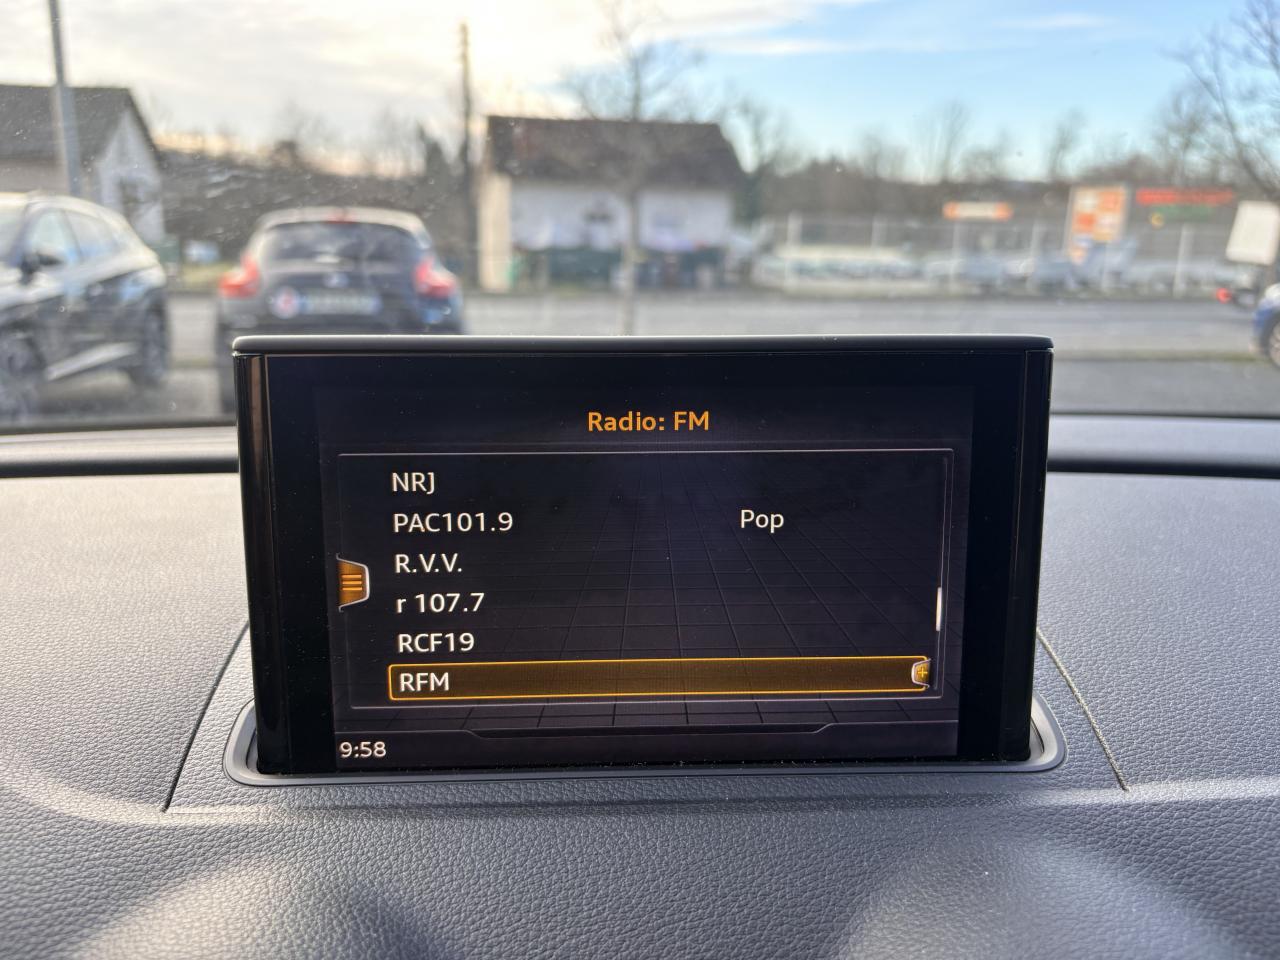 Radio: FM
NRJ
PAC101.9 Pop
R.V.V.
r 107.7
RCF19
RFM
9:58